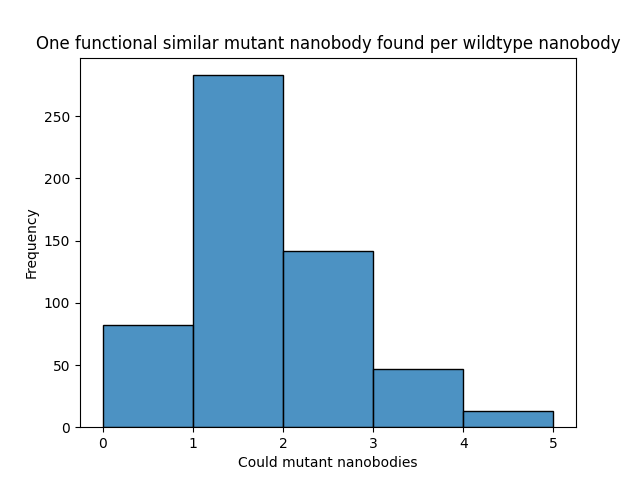 One functional similar mutant nanobody found per wildtype nanobody
250
200
150
100
50
0
Frequency
0 1 2 3 4 5
Could mutant nanobodies